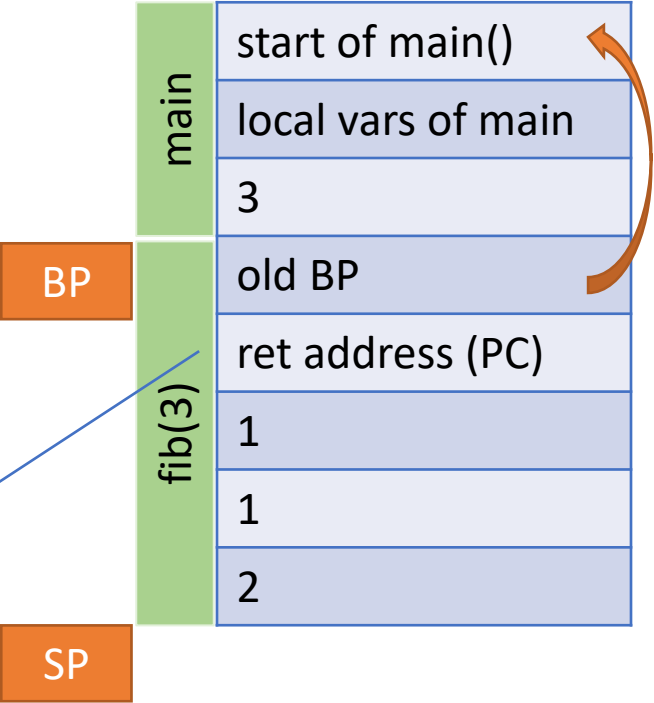 main
start of main()
local vars of main
3
BP
fib(3)
old BP
ret address (PC)
1
1
2
SP